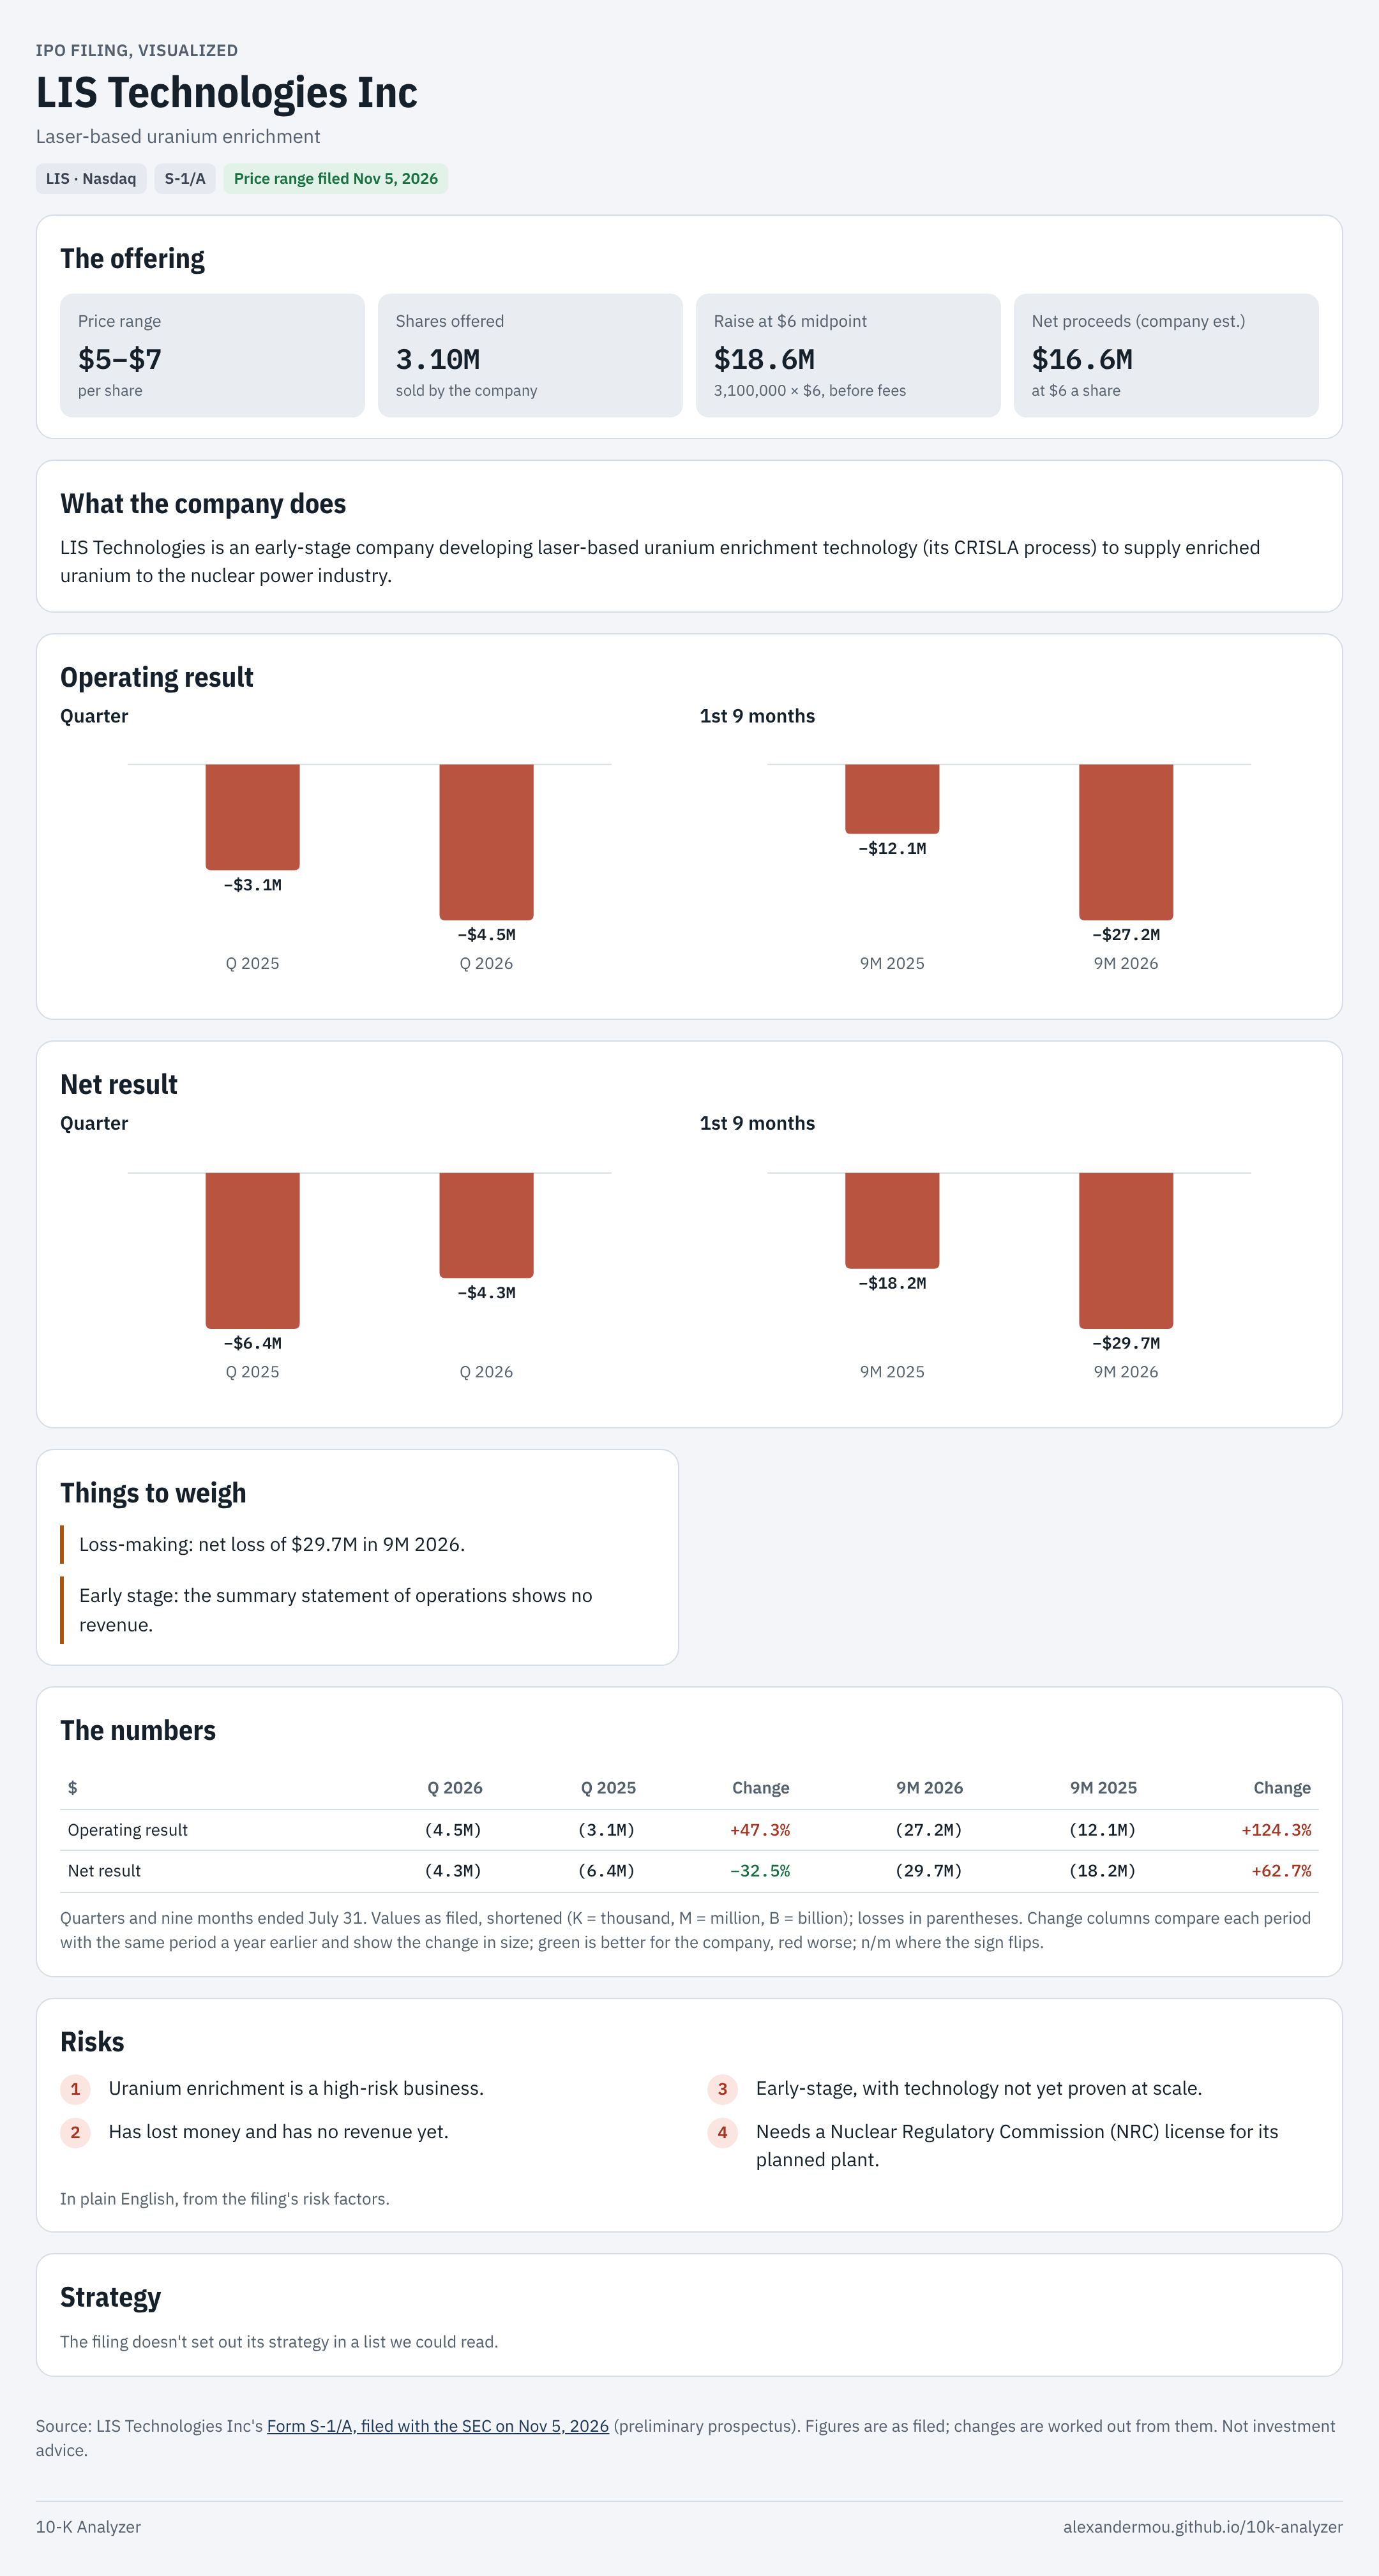 IPO FILING, VISUALIZED
LIS Technologies Inc
Laser-based uranium enrichment
LIS · Nasdaq
S-1/A
Price range filed Nov 5, 2026
The offering
Price range
$5–$7
per share
Shares offered
3.10M
sold by the company
Raise at $6 midpoint
$18.6M
3,100,000 × $6, before fees
Net proceeds (company est.)
$16.6M
at $6 a share
What the company does
LIS Technologies is an early-stage company developing laser-based uranium enrichment technology (its CRISLA process) to supply enriched
uranium to the nuclear power industry.
Operating result
Quarter
−$3.1M
−$4.5M
Q 2025
Q 2026
1st 9 months
−$12.1M
−$27.2M
9M 2025
9M 2026
Net result
Quarter
−$6.4M
−$4.3M
Q 2025
Q 2026
1st 9 months
−$18.2M
−$29.7M
9M 2025
9M 2026
Things to weigh
Loss-making: net loss of $29.7M in 9M 2026.
Early stage: the summary statement of operations shows no
revenue.
The numbers
$ Q 2026 Q 2025 Change 9M 2026 9M 2025 Change
Operating result (4.5M) (3.1M) +47.3% (27.2M) (12.1M) +124.3%
Net result (4.3M) (6.4M) −32.5% (29.7M) (18.2M) +62.7%
Quarters and nine months ended July 31. Values as filed, shortened (K = thousand, M = million, B = billion); losses in parentheses. Change columns compare each period
with the same period a year earlier and show the change in size; green is better for the company, red worse; n/m where the sign flips.
Risks
1 Uranium enrichment is a high-risk business.
2 Has lost money and has no revenue yet.
3 Early-stage, with technology not yet proven at scale.
4 Needs a Nuclear Regulatory Commission (NRC) license for its
planned plant.
In plain English, from the filing's risk factors.
Strategy
The filing doesn't set out its strategy in a list we could read.
Source: LIS Technologies Inc's Form S-1/A, filed with the SEC on Nov 5, 2026 (preliminary prospectus). Figures are as filed; changes are worked out from them. Not investment
advice.
10-K Analyzer
alexandermou.github.io/10k-analyzer